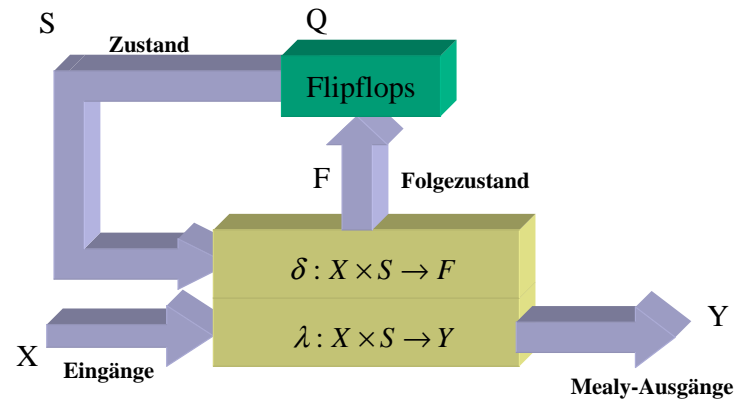 S
Q
Zustand
Flipflops
F
Folgezustand
δ : X × S → F
λ : X × S → Y
X
Eingänge
Y
Mealy-Ausgänge